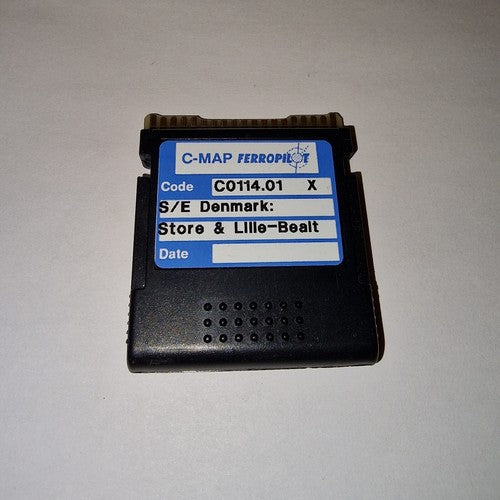 C-MAP FERROPILOT
Code C0114.01 X
S/E Denmark:
Store & Lille-Bealt
Date